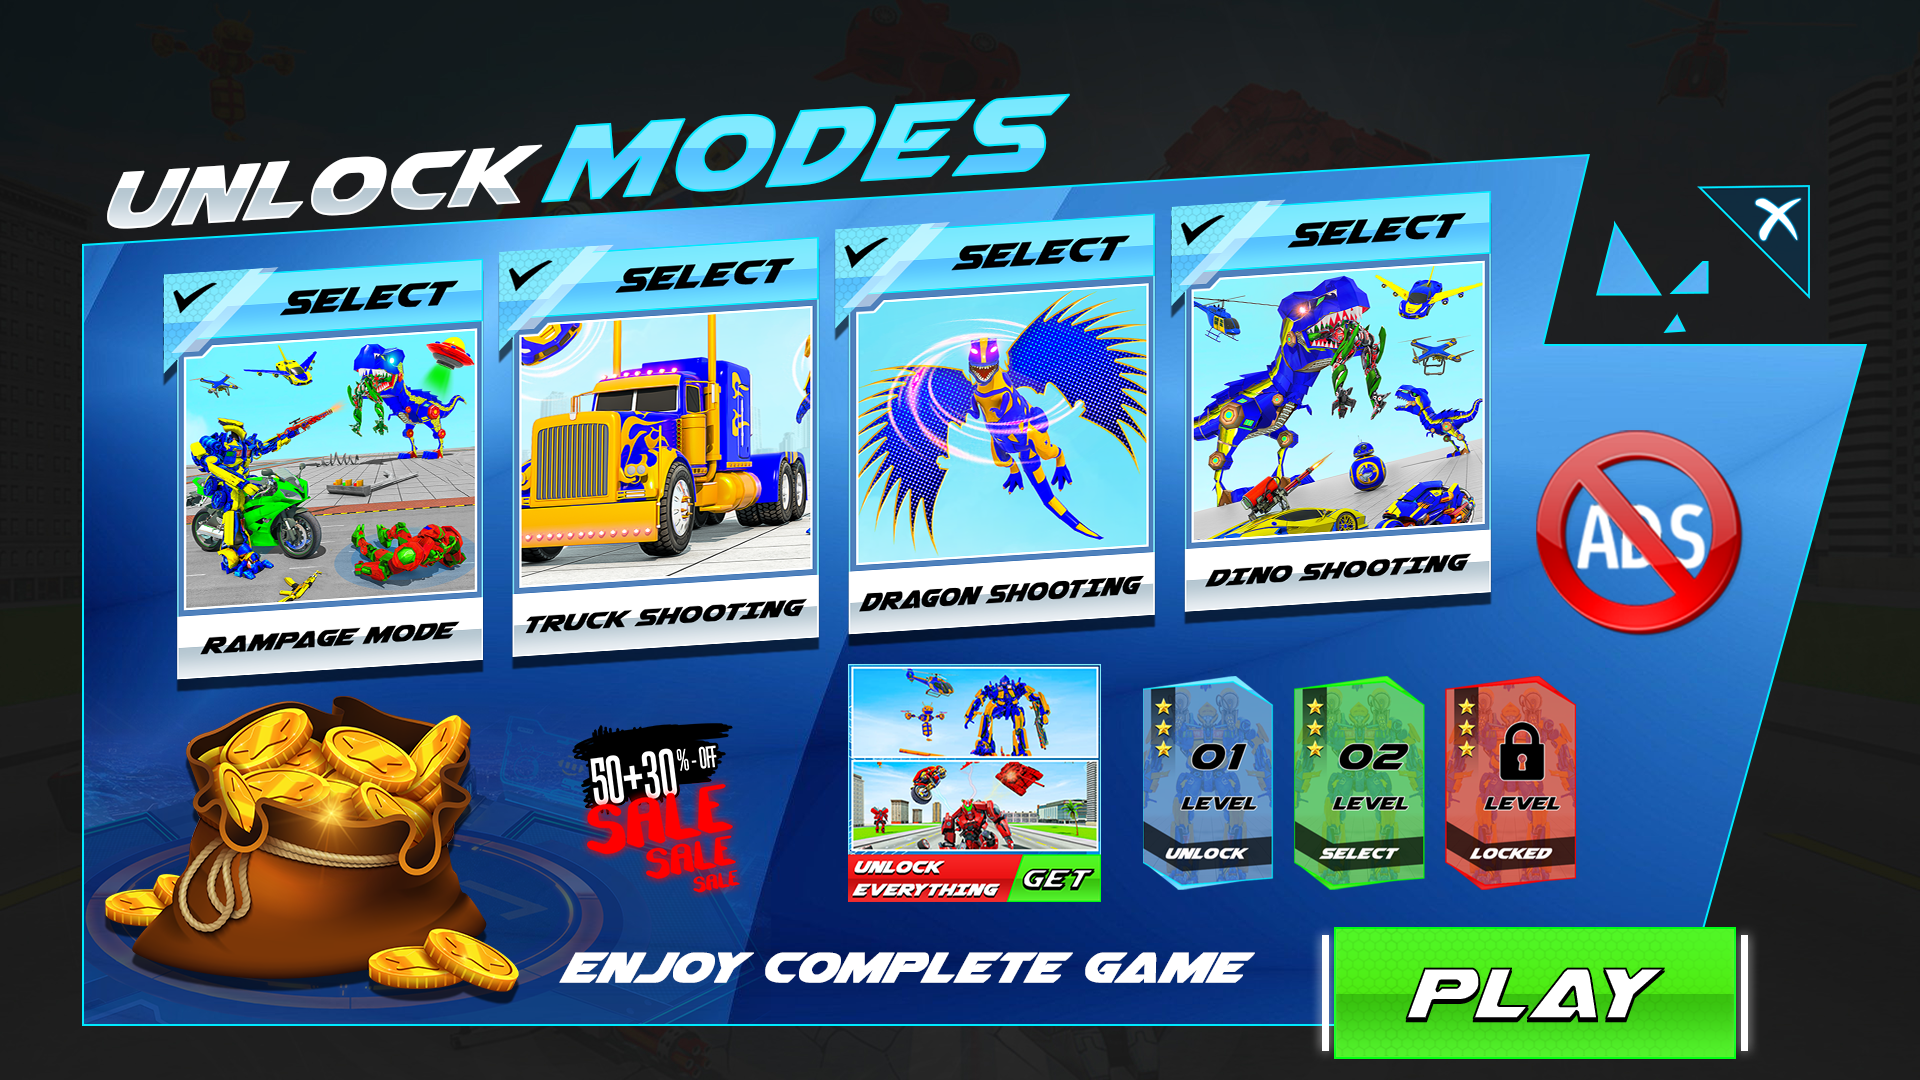 UNLOCK MODES
SELECT
SELECT
SELECT
SELECT
RAMPAGE MODE
TRUCK SHOOTING
DRAGON SHOOTING
DINO SHOOTING
ADS
50+30%-OFF
SALE
SALE
SALE
UNLOCK
EVERYTHING
GET
01
LEVEL
UNLOCK
02
LEVEL
SELECT
LEVEL
LOCKED
ENJOY COMPLETE GAME
PLAY